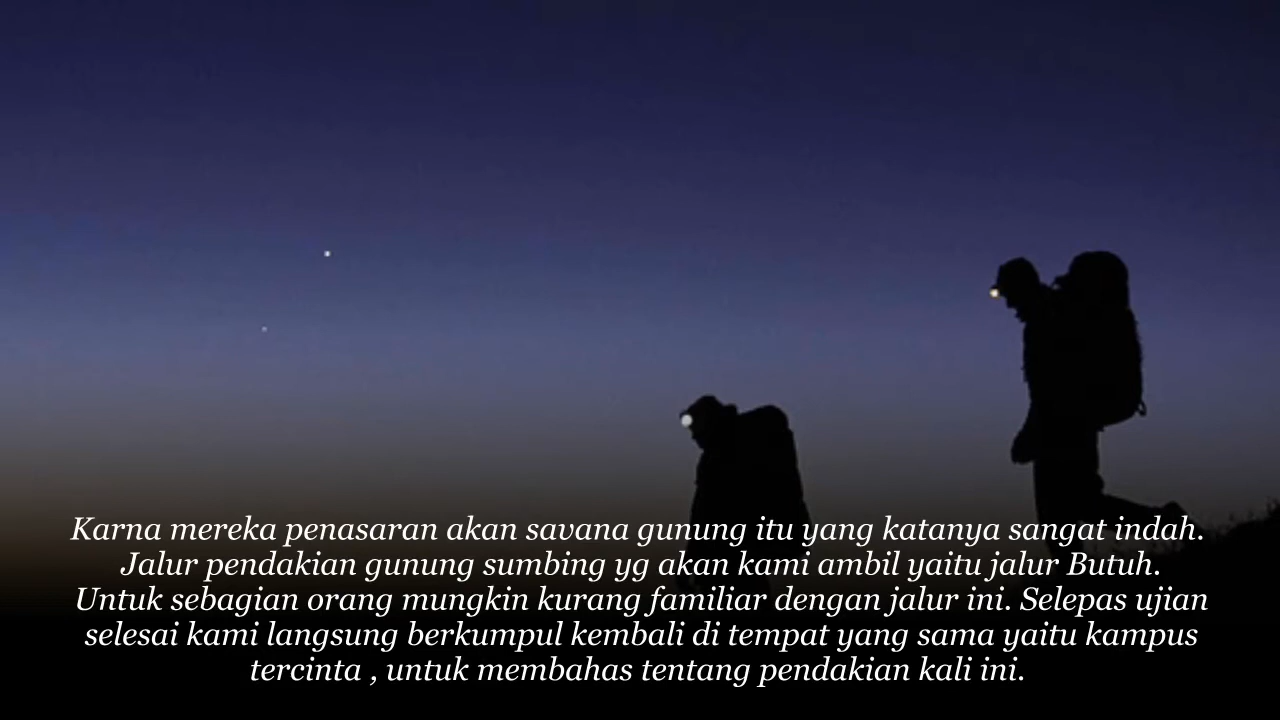 Karna mereka penasaran akan savana gunung itu yang katanya sangat indah.
Jalur pendakian gunung sumbing yg akan kami ambil yaitu jalur Butuh.
Untuk sebagian orang mungkin kurang familiar dengan jalur ini. Selepas ujian
selesai kami langsung berkumpul kembali di tempat yang sama yaitu kampus
tercinta , untuk membahas tentang pendakian kali ini.